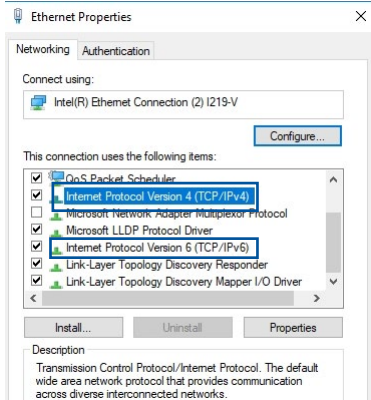 Ethernet Properties
Networking Authentication
Connect using:
Intel(R) Ethernet Connection (2) I219-V
Configure...
This connection uses the following items:
QoS Packet Scheduler
Internet Protocol Version 4 (TCP/IPv4)
Microsoft Network Adapter Multiplexor Protocol
Microsoft LLDP Protocol Driver
Internet Protocol Version 6 (TCP/IPv6)
Link-Layer Topology Discovery Responder
Link-Layer Topology Discovery Mapper I/O Driver
Install... Uninstall Properties
Description
Transmission Control Protocol/Internet Protocol. The default
wide area network protocol that provides communication
across diverse interconnected networks.